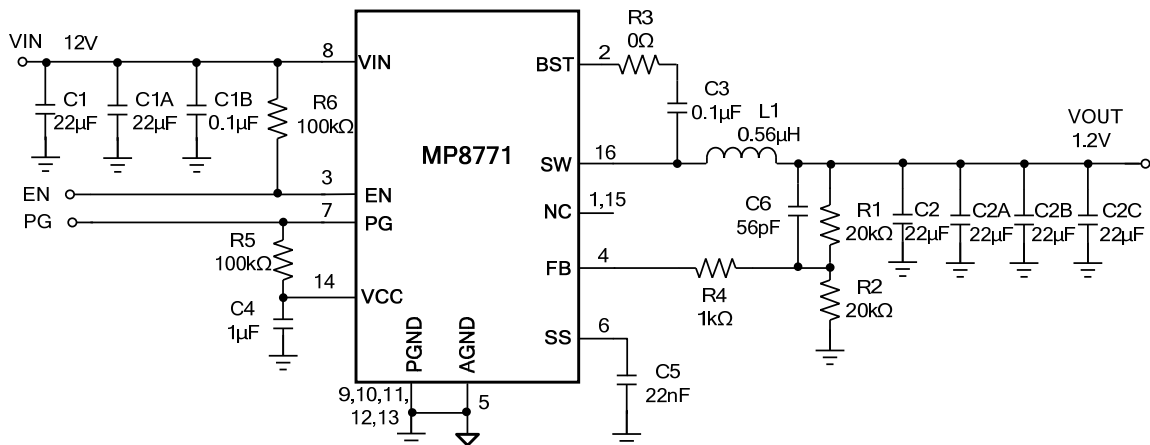 VIN 12V
8
VIN
C1
22μF
C1A
22μF
C1B
0.1μF
R6
100kΩ
EN
3
EN
PG
7
PG
R5
100kΩ
14
VCC
C4
1μF
MP8771
PGND
AGND
9,10,11,
12,13
5
BST
2
R3
0Ω
C3
0.1μF
L1
0.56μH
SW
16
NC
1,15
C6
56pF
R1
20kΩ
FB
4
R4
1kΩ
R2
20kΩ
SS
6
C5
22nF
C2
22μF
C2A
22μF
C2B
22μF
C2C
22μF
VOUT
1.2V